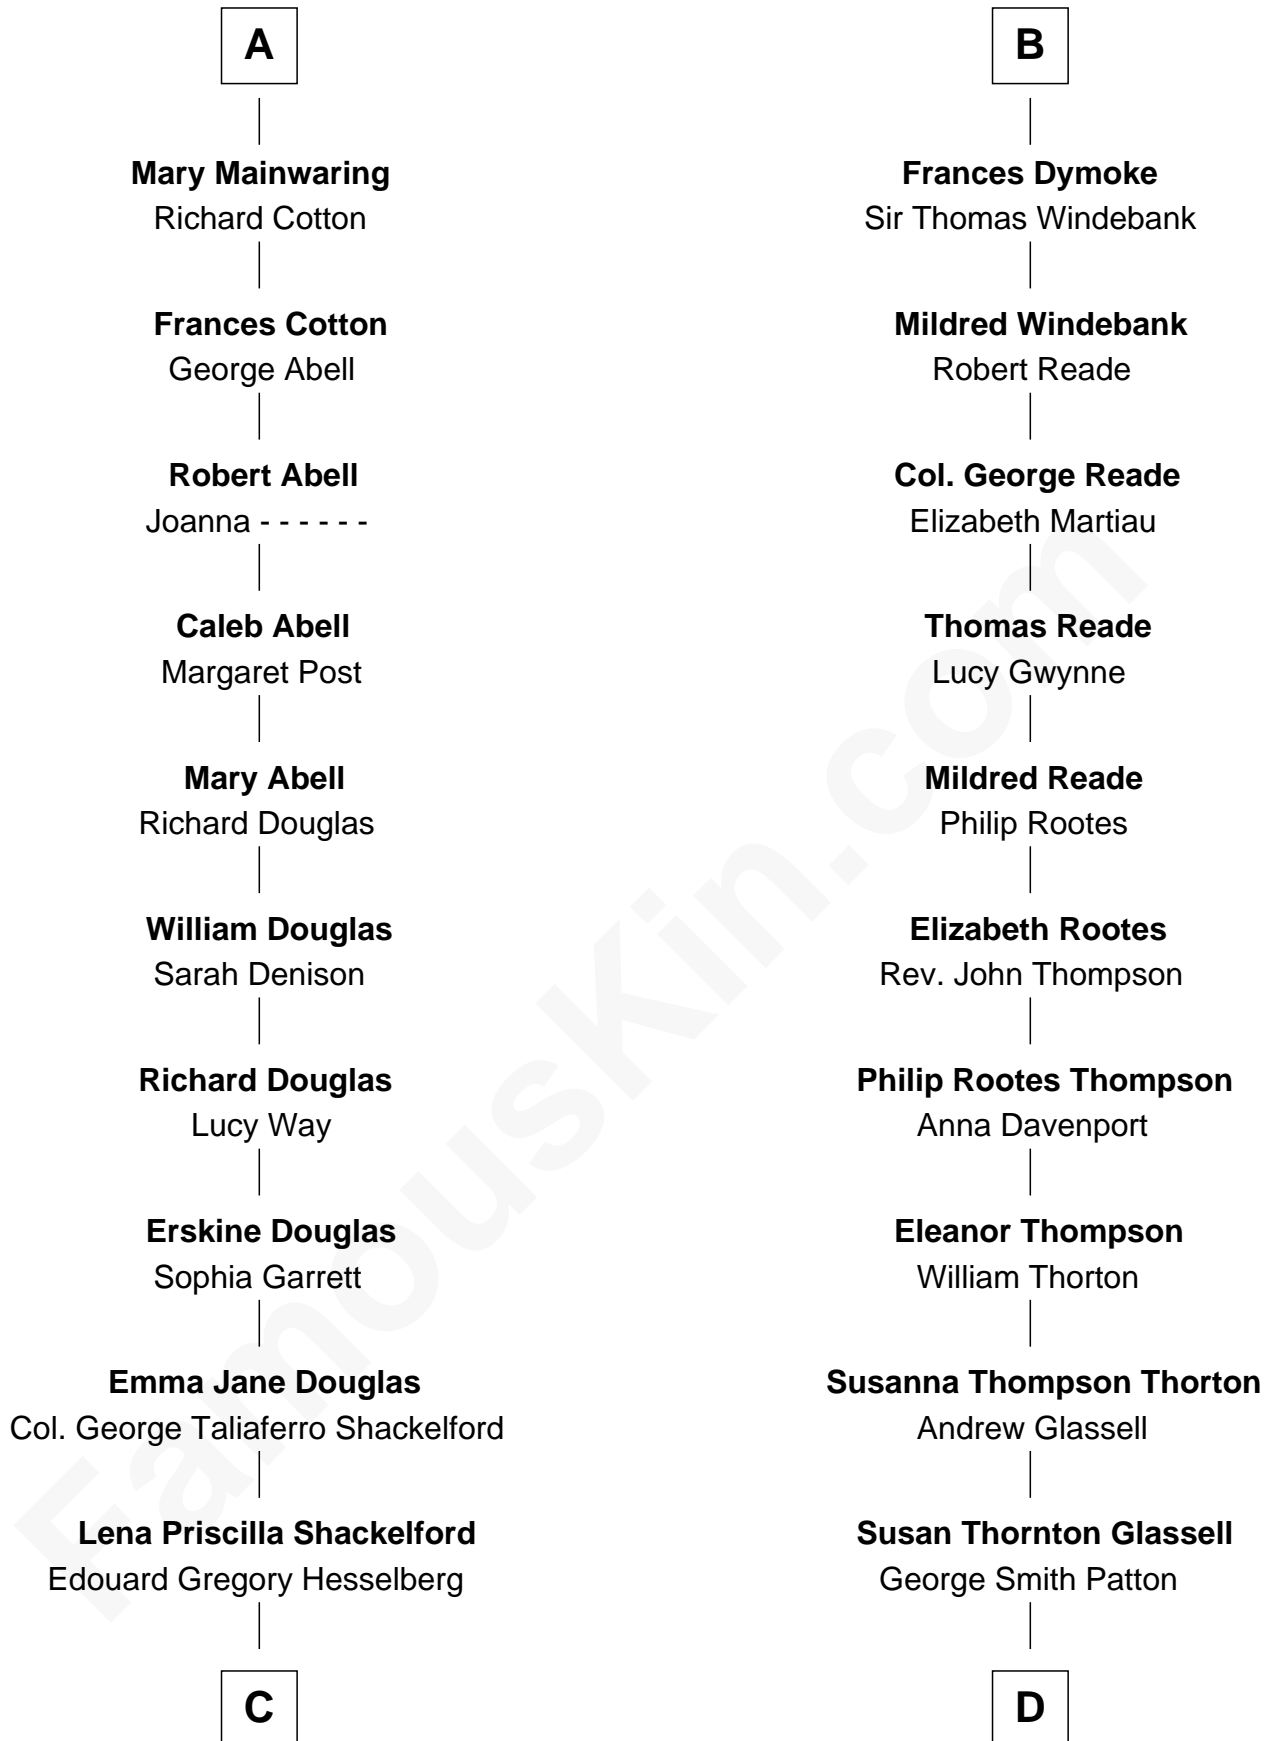 A
Mary Mainwaring
Richard Cotton
Frances Cotton
George Abell
Robert Abell
Joanna - - - - - -
Caleb Abell
Margaret Post
Mary Abell
Richard Douglas
William Douglas
Sarah Denison
Richard Douglas
Lucy Way
Erskine Douglas
Sophia Garrett
Emma Jane Douglas
Col. George Taliaferro Shackelford
Lena Priscilla Shackelford
Edouard Gregory Hesselberg
C
B
Frances Dymoke
Sir Thomas Windebank
Mildred Windebank
Robert Reade
Col. George Reade
Elizabeth Martiau
Thomas Reade
Lucy Gwynne
Mildred Reade
Philip Rootes
Elizabeth Rootes
Rev. John Thompson
Philip Rootes Thompson
Anna Davenport
Eleanor Thompson
William Thorton
Susanna Thompson Thorton
Andrew Glassell
Susan Thornton Glassell
George Smith Patton
D
FamousKin.com